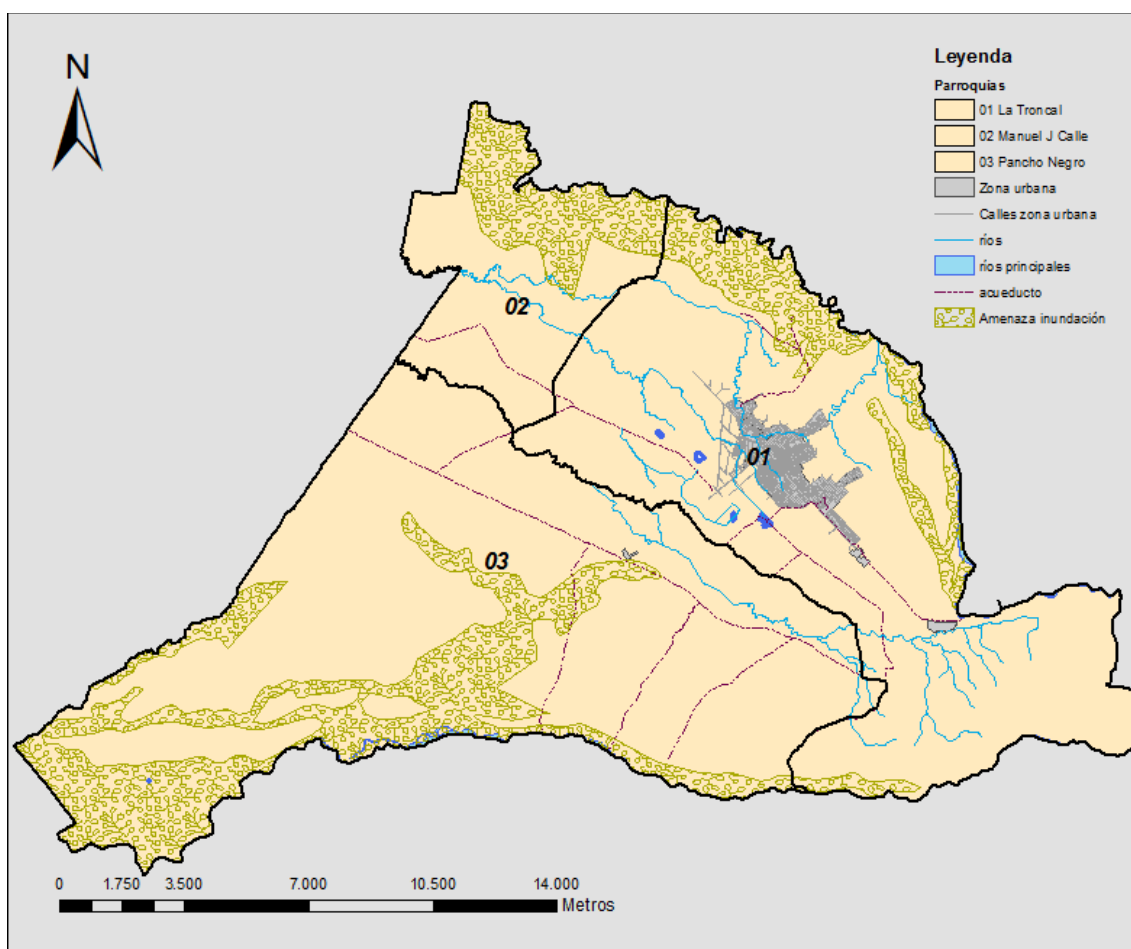 N
Leyenda
Parroquias
01 La Troncal
02 Manuel J Calle
03 Pancho Negro
Zona urbana
Calles zona urbana
ríos
ríos principales
acueducto
Amenaza inundación
02
01
03
0 1.750 3.500 7.000 10.500 14.000
Metros